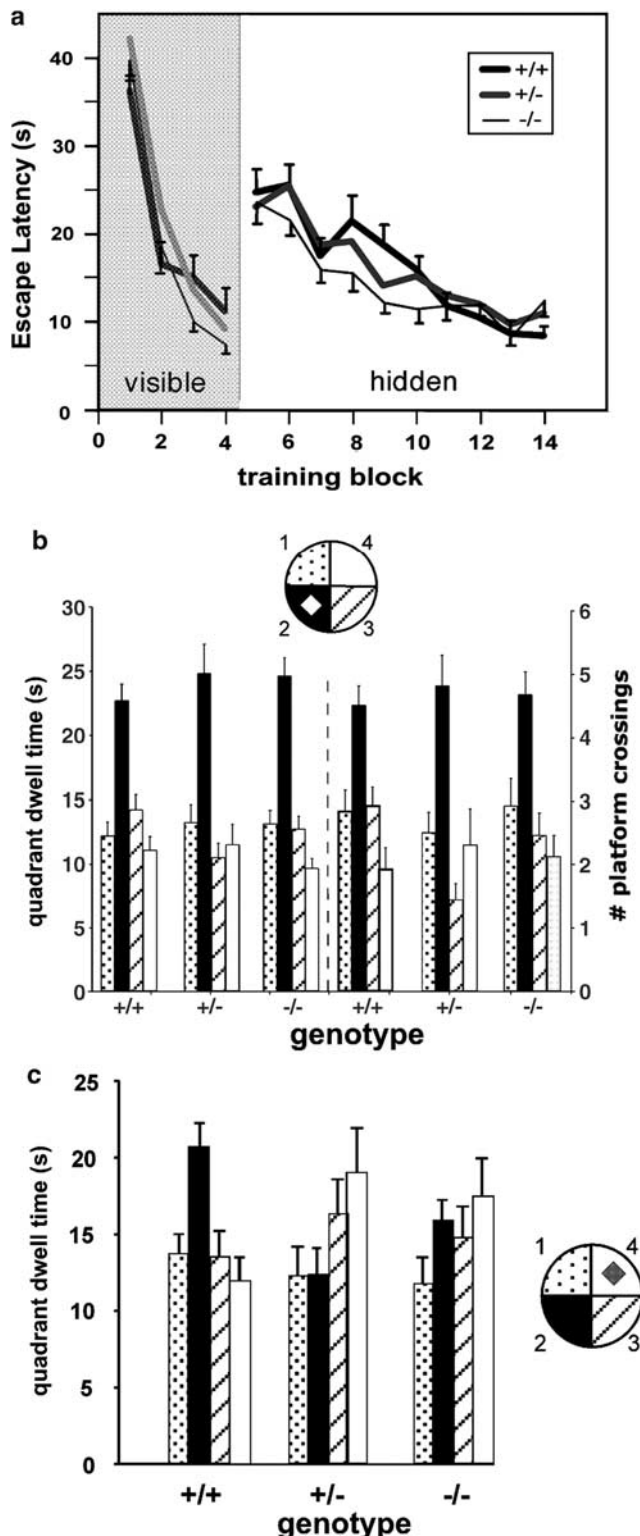 a
Escape Latency (s)
40
30
20
10
0
+/+
+/-
-/-
visible
hidden
0 2 4 6 8 10 12 14
training block
b
1 4
2 3
quadrant dwell time (s)
30
25
20
15
10
5
0
# platform crossings
6
5
4
3
2
1
0
+/+ +/- -/- +/+ +/- -/-
genotype
c
quadrant dwell time (s)
25
20
15
10
0
1 4
2 3
+/+ +/- -/-
genotype